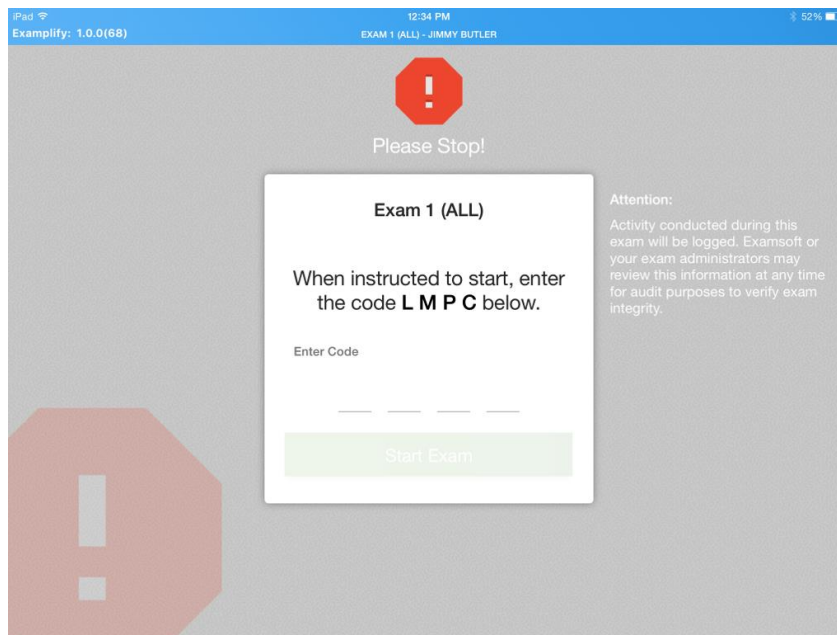 iPad 12:34 PM 52%
Examplify: 1.0.0(68) EXAM 1 (ALL) - JIMMY BUTLER
!
Please Stop!
Exam 1 (ALL)
When instructed to start, enter
the code L M P C below.
Enter Code
Start Exam
Attention:
Activity conducted during this
exam will be logged. Examsoft or
your exam administrators may
review this information at any time
for audit purposes to verify exam
integrity.
!